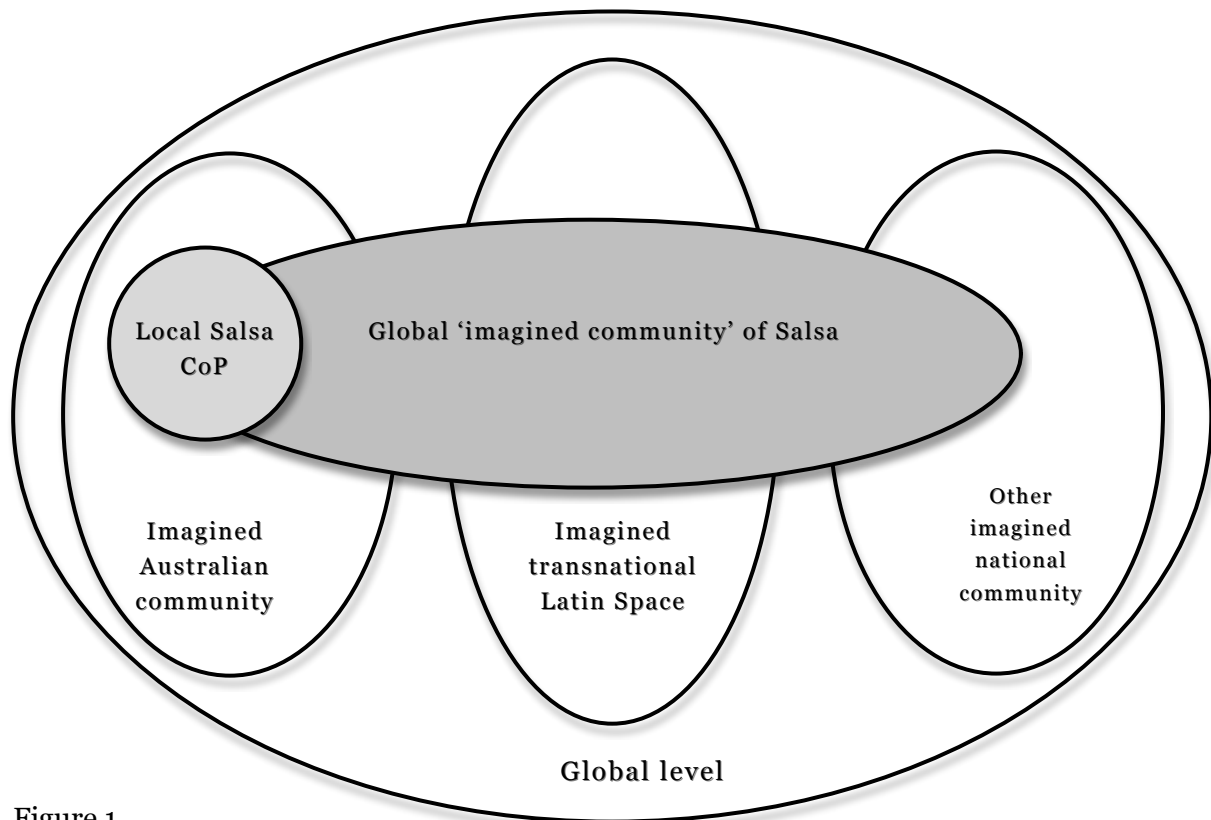 Local Salsa
CoP
Global ‘imagined community’ of Salsa
Imagined
Australian
community
Imagined
transnational
Latin Space
Other
imagined
national
community
Global level
Figure 1